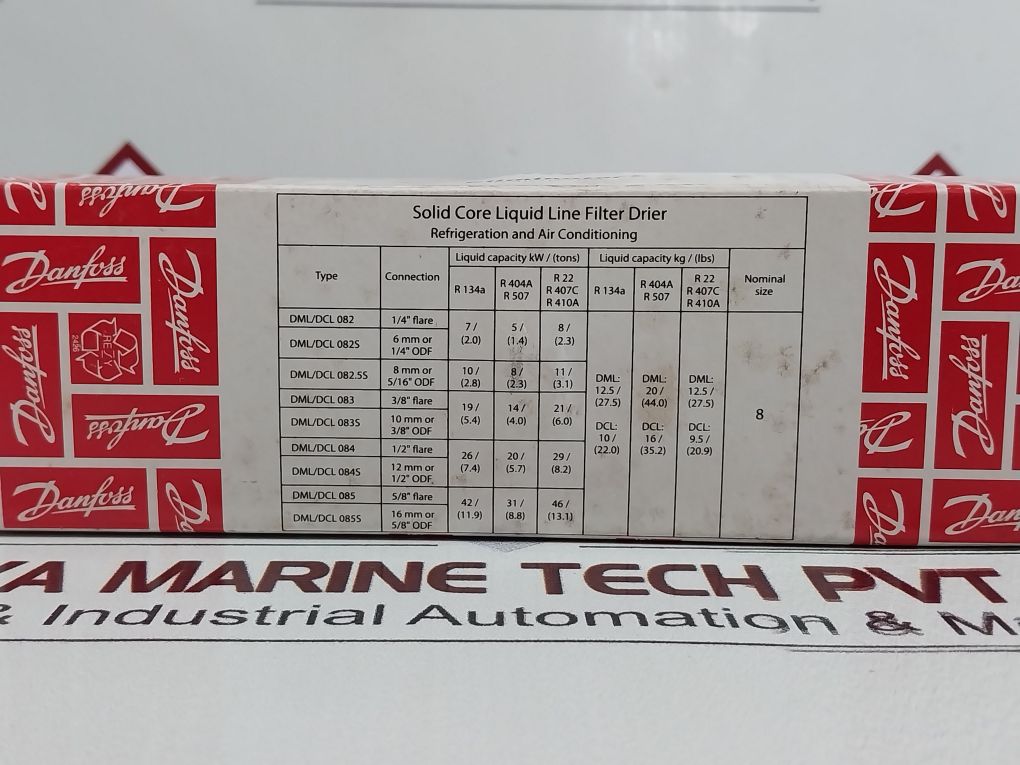 Danfoss
Danfoss
Danfoss
Danfoss
REZY
2496
Danfoss
Danfoss
Solid Core Liquid Line Filter Drier
Refrigeration and Air Conditioning
Type Connection Liquid capacity kW / (tons) Liquid capacity kg / (lbs) Nominal size
R 134a R 404A R 507 R 22 R 407C R 410A R 134a R 404A R 507 R 22 R 407C R 410A
DML/DCL 082 1/4" flare 7 / (2.0) 5 / (1.4) 8 / (2.3)
DML/DCL 082S 6 mm or 1/4" ODF
DML/DCL 082.5S 8 mm or 5/16" ODF 10 / (2.8) 8 / (2.3) 11 / (3.1)
DML/DCL 083 3/8" flare 19 / (5.4) 14 / (4.0) 21 / (6.0)
DML/DCL 083S 10 mm or 3/8" ODF
DML/DCL 084 1/2" flare 26 / (7.4) 20 / (5.7) 29 / (8.2)
DML/DCL 084S 12 mm or 1/2" ODF
DML/DCL 085 5/8" flare 42 / (11.9) 31 / (8.8) 46 / (13.1)
DML/DCL 085S 16 mm or 5/8" ODF
DML: 12.5 / (27.5) DML: 20 / (44.0) DML: 12.5 / (27.5)
DCL: 10 / (22.0) DCL: 16 / (35.2) DCL: 9.5 / (20.9)
8
Danfoss
Danfoss
MARINE TECH PVT
& Industrial Automation &